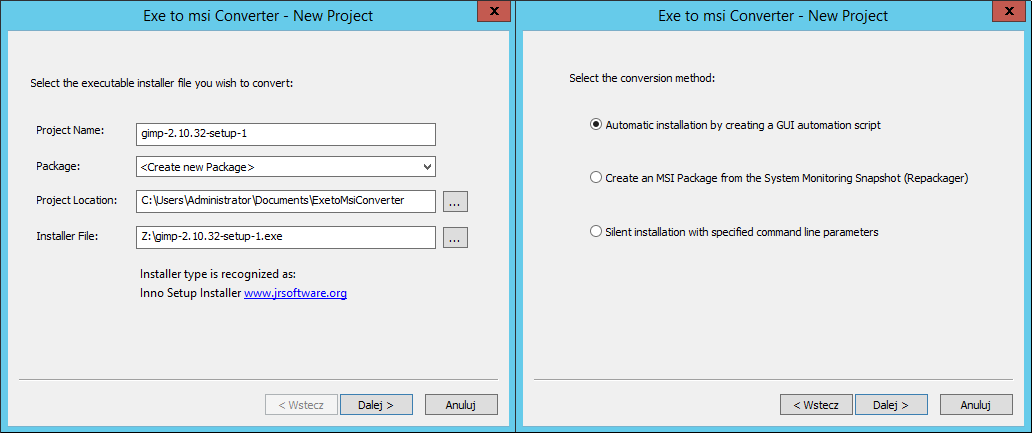 Exe to msi Converter - New Project
x
Select the executable installer file you wish to convert:
Project Name:
gimp-2.10.32-setup-1
Package:
<Create new Package>
Project Location:
C:\Users\Administrator\Documents\ExetoMsiConverter
...
Installer File:
Z:\gimp-2.10.32-setup-1.exe
...
Installer type is recognized as:
Inno Setup Installer www.jrsoftware.org
< Wstecz
Dalej >
Anuluj
Exe to msi Converter - New Project
x
Select the conversion method:
Automatic installation by creating a GUI automation script
Create an MSI Package from the System Monitoring Snapshot (Repackager)
Silent installation with specified command line parameters
< Wstecz
Dalej >
Anuluj